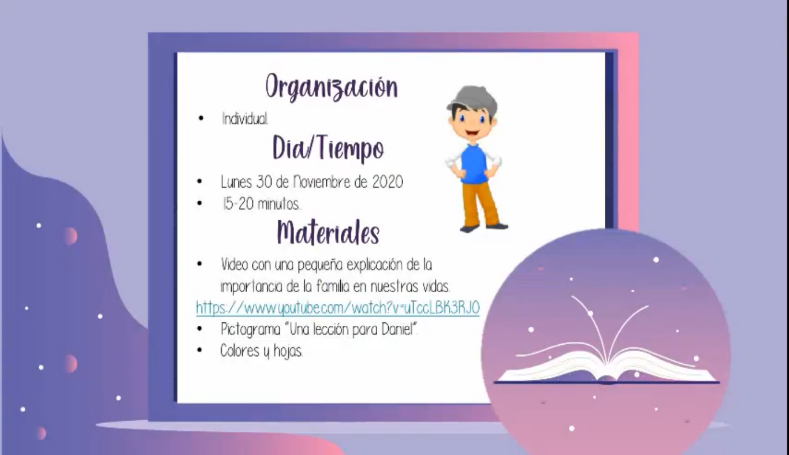 Organización
• Individual.
Día/Tiempo
• Lunes 30 de Noviembre de 2020
• 15-20 minutos.
Materiales
• Video con una pequeña explicación de la
importancia de la familia en nuestras vidas.
https://www.youtube.com/watch?v=uTccLBK3RJ0
• Pictograma "Una lección para Daniel"
• Colores y hojas.